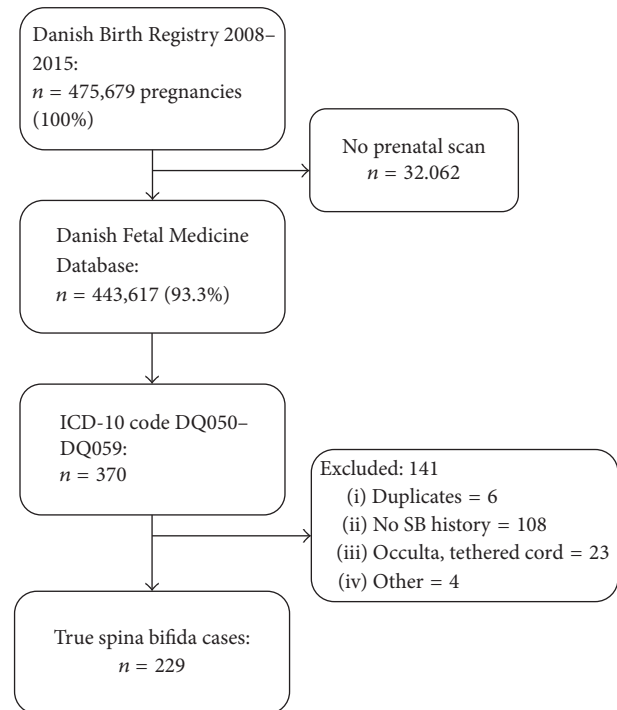 Danish Birth Registry 2008–
2015:
n = 475,679 pregnancies
(100%)
No prenatal scan
n = 32.062
Danish Fetal Medicine
Database:
n = 443,617 (93.3%)
ICD-10 code DQ050–
DQ059:
n = 370
Excluded: 141
(i) Duplicates = 6
(ii) No SB history = 108
(iii) Occulta, tethered cord = 23
(iv) Other = 4
True spina bifida cases:
n = 229